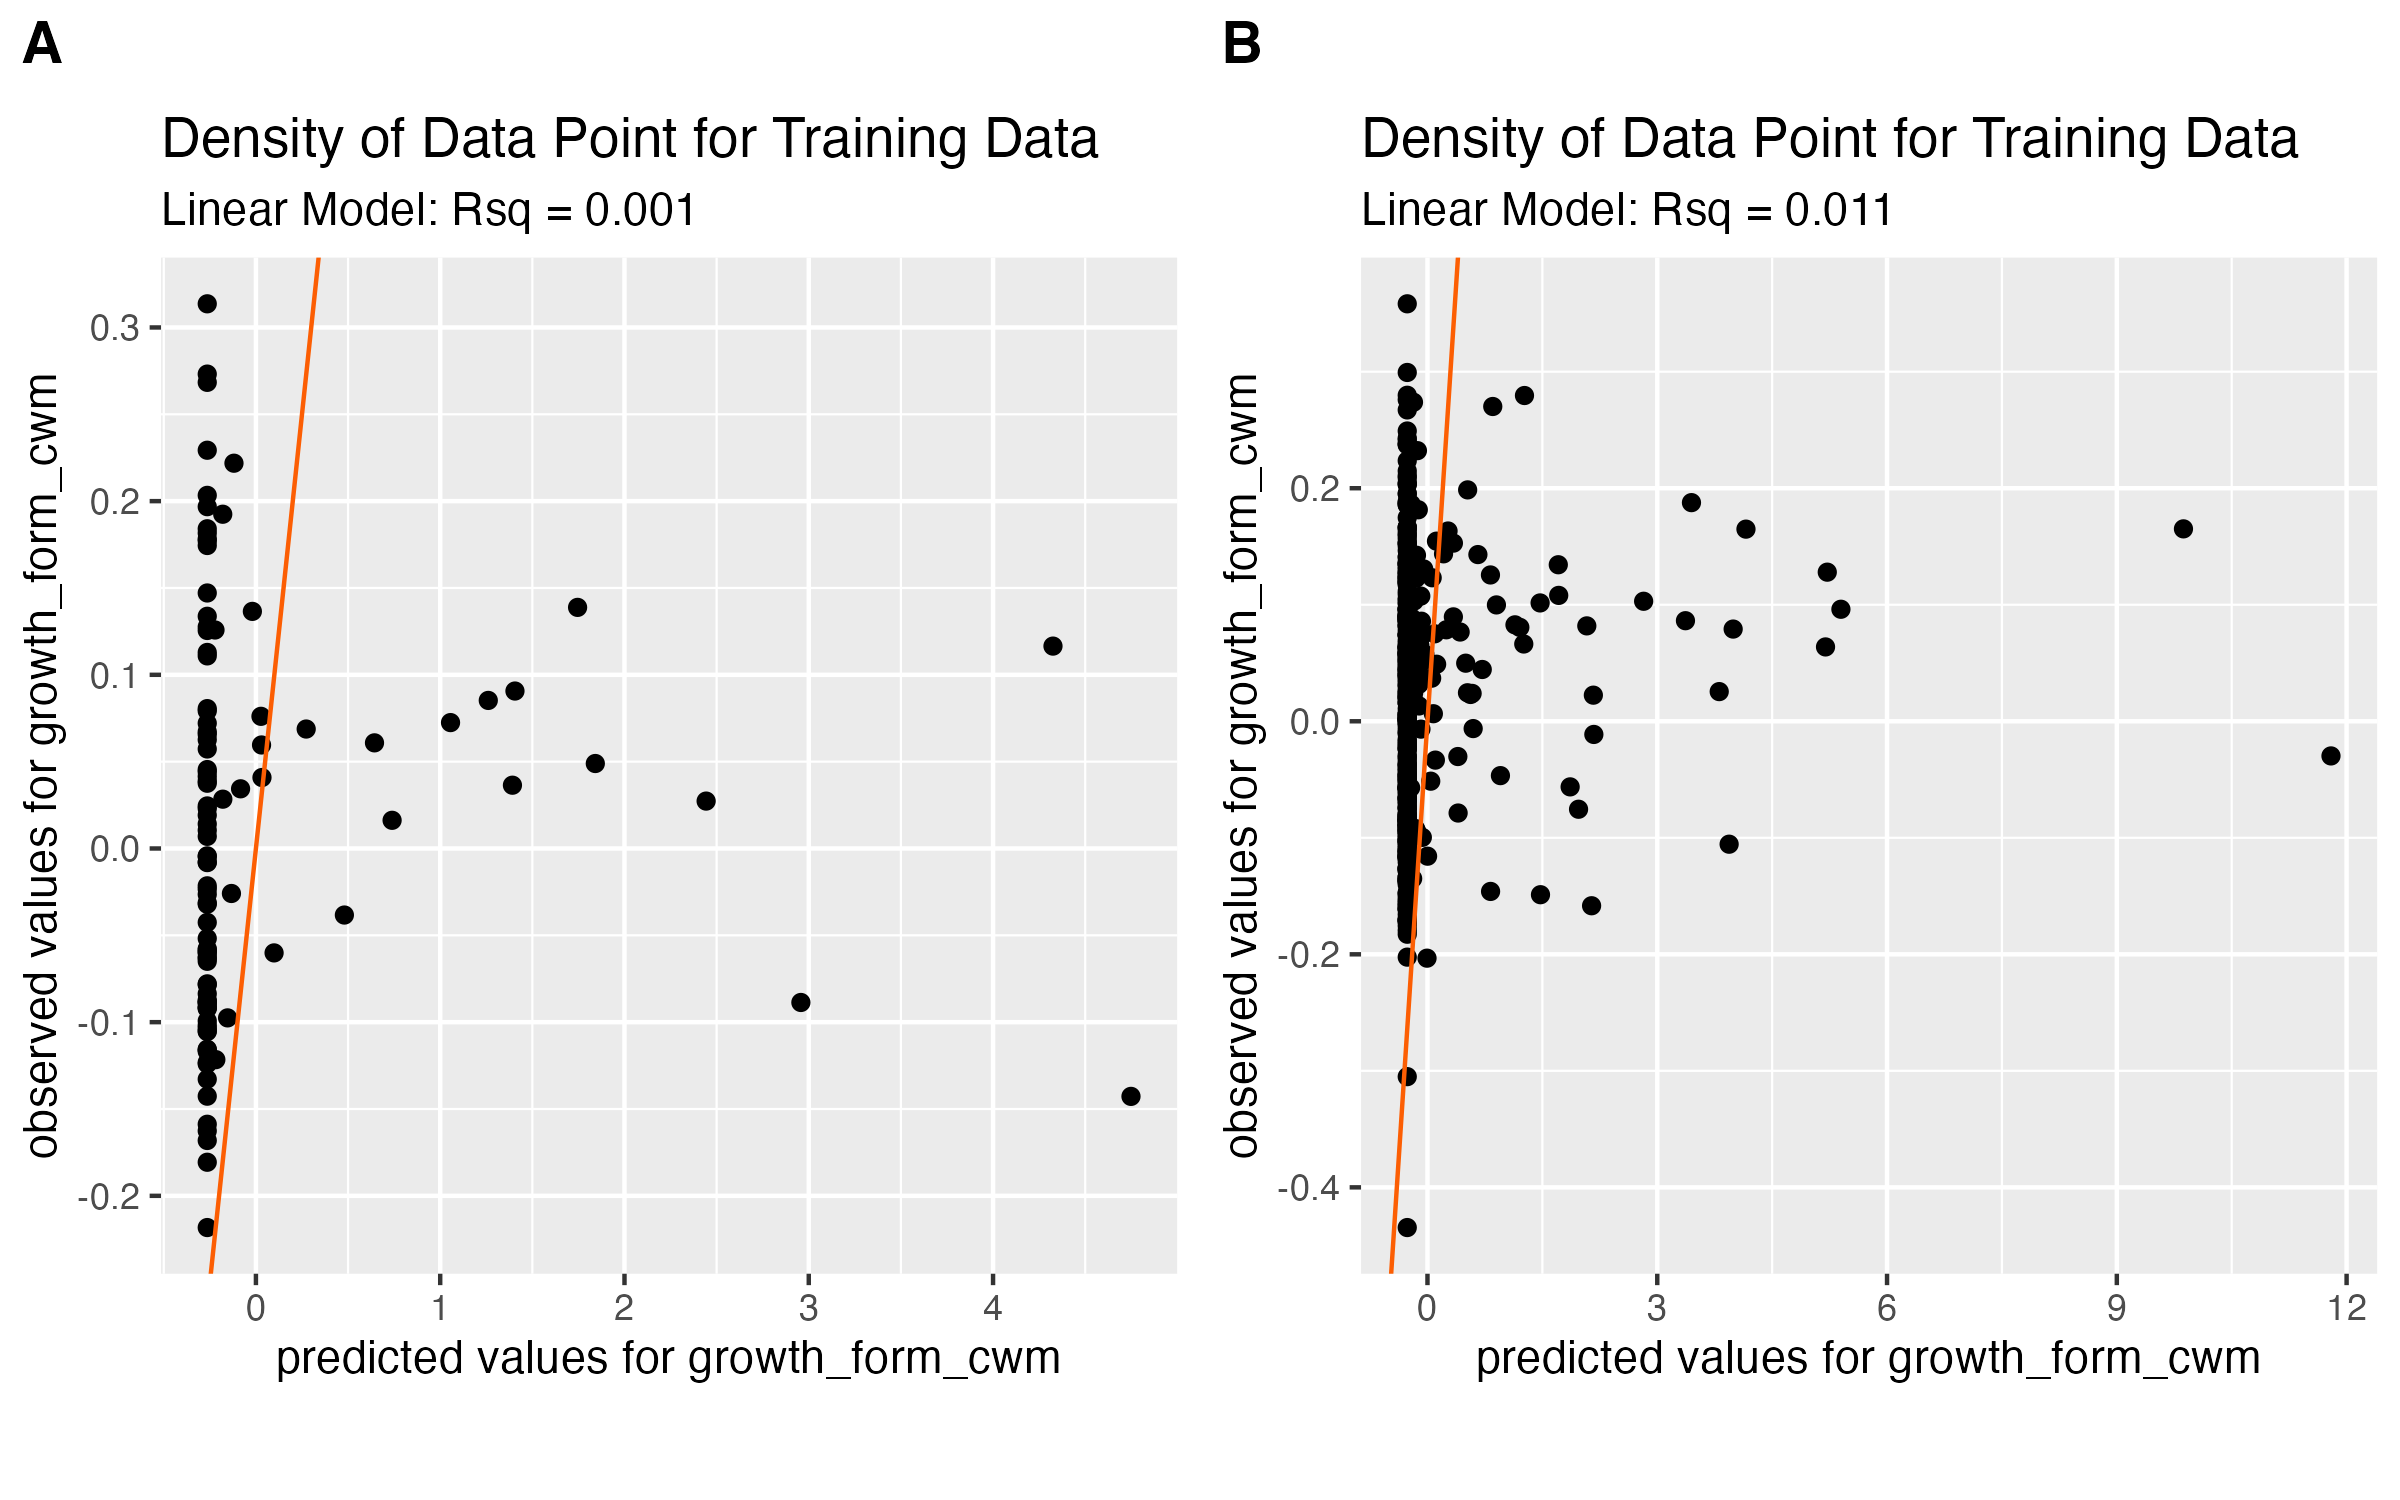 A
Density of Data Point for Training Data
Linear Model: Rsq = 0.001
observed values for growth_form_cwm
0.3
0.2
0.1
0.0
-0.1
-0.2
0 1 2 3 4
predicted values for growth_form_cwm
B
Density of Data Point for Training Data
Linear Model: Rsq = 0.011
observed values for growth_form_cwm
0.2
0.0
-0.2
-0.4
0 3 6 9 12
predicted values for growth_form_cwm